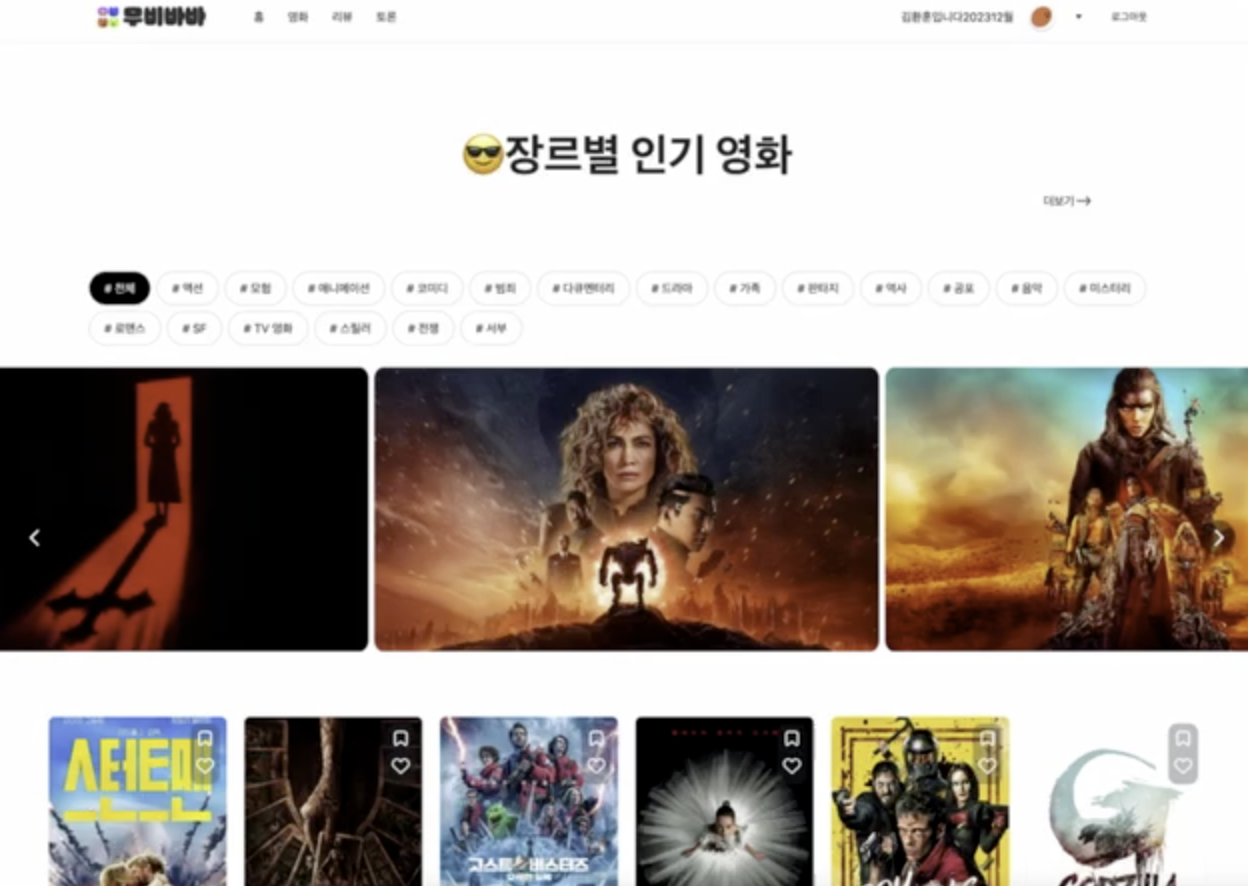 무비바바
홈 영화 리뷰 토론
김환훈입니다202312월
로그아웃
😎장르별 인기 영화
더보기→
# 전체 # 액션 # 모험 # 애니메이션 # 코미디 # 범죄 # 다큐멘터리 # 드라마 # 가족 # 판타지 # 역사 # 공포 # 음악 # 미스터리
# 로맨스 # SF # TV 영화 # 스릴러 # 전쟁 # 서부
스턴트맨
고스트버스터즈